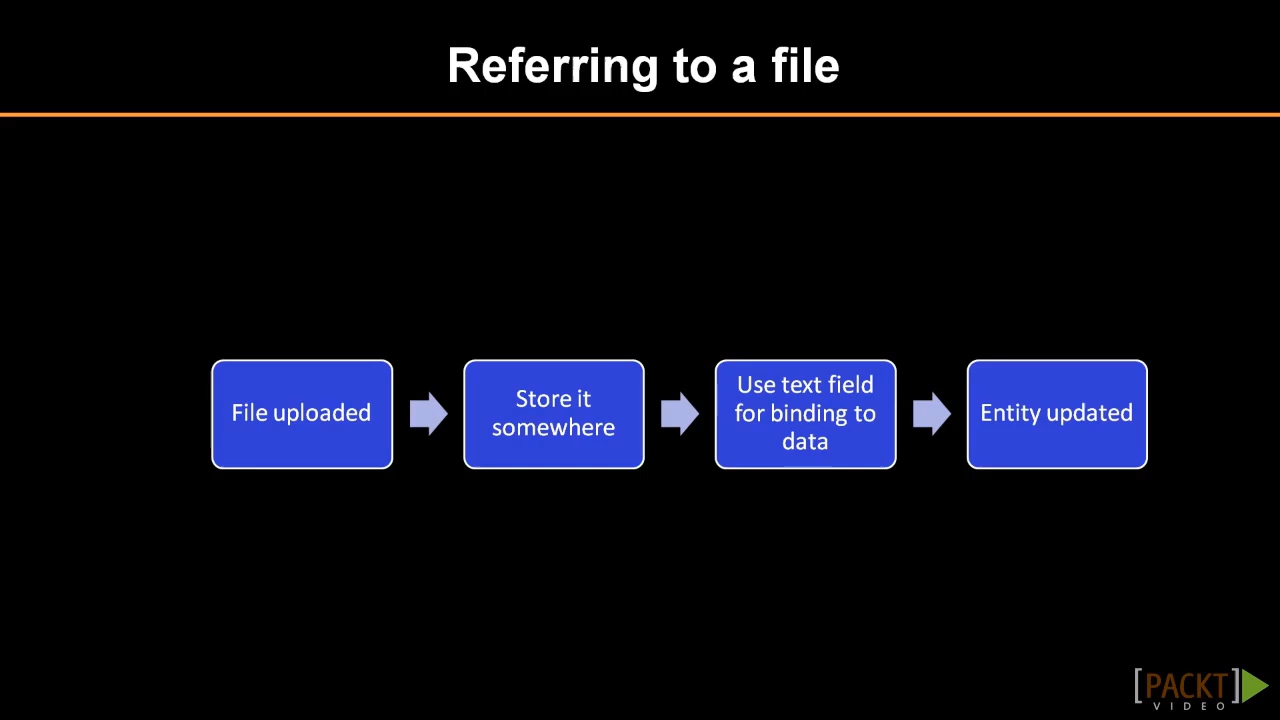 Referring to a file
File uploaded
Store it
somewhere
Use text field
for binding to
data
Entity updated
[PACKT]
VIDEO